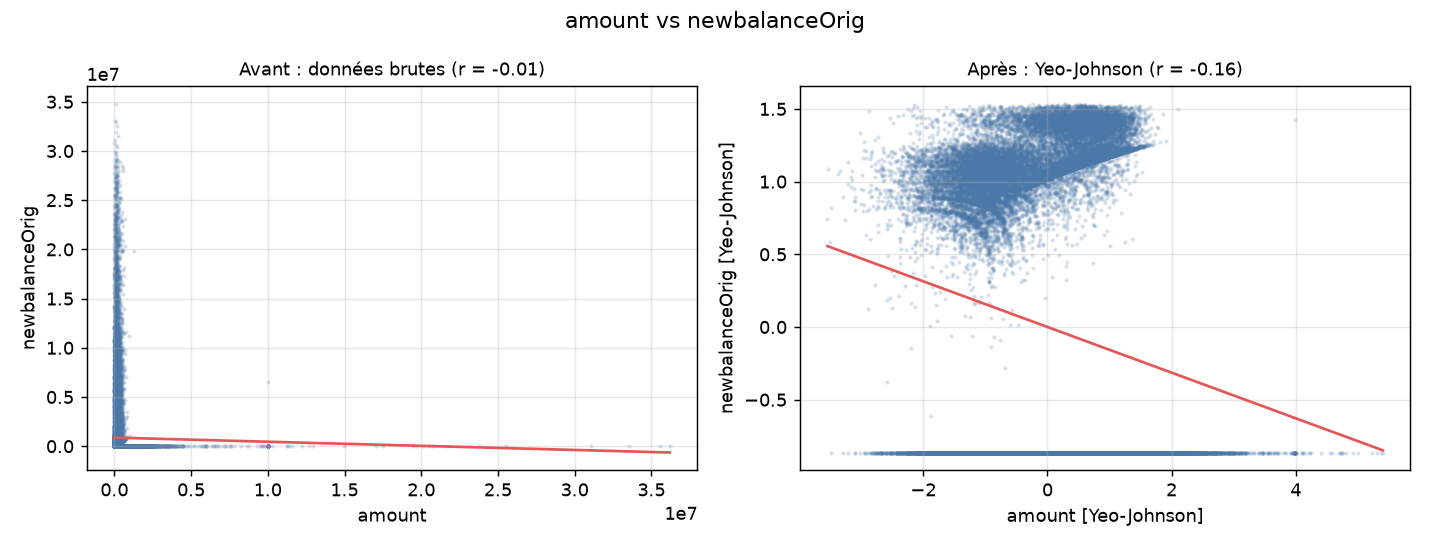 amount vs newbalanceOrig
Avant : données brutes (r = -0.01)
1e7
3.5
3.0
2.5
2.0
1.5
1.0
0.5
0.0
newbalanceOrig
0.0 0.5 1.0 1.5 2.0 2.5 3.0 3.5
1e7
amount
Après : Yeo-Johnson (r = -0.16)
1.5
1.0
0.5
0.0
−0.5
newbalanceOrig [Yeo-Johnson]
−2 0 2 4
amount [Yeo-Johnson]